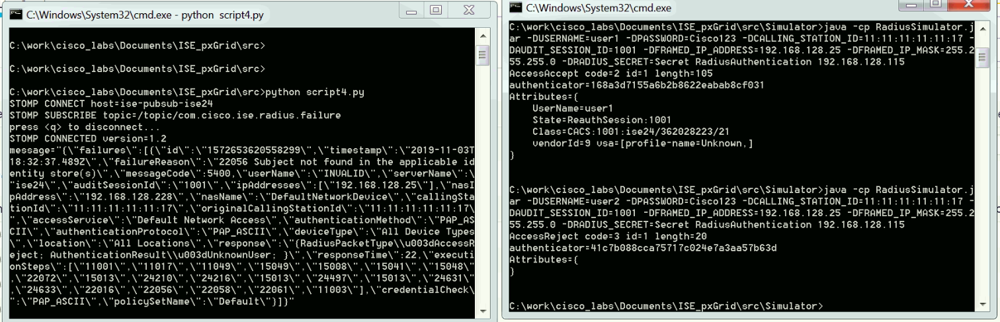 C:\Windows\System32\cmd.exe - python  script4.py
C:\work\cisco_labs\Documents\ISE_pxGrid\src>
C:\work\cisco_labs\Documents\ISE_pxGrid\src>
C:\work\cisco_labs\Documents\ISE_pxGrid\src>python script4.py
STOMP CONNECT host=ise-pubsub-ise24
STOMP SUBSCRIBE topic=/topic/com.cisco.ise.radius.failure
press <q> to disconnect...
STOMP CONNECTED version=1.2
message="{\"failures\":[{\"id\":\"1572653620558299\",\"timestamp\":\"2019-11-03T
18:32:37.489Z\",\"failureReason\":\"22056 Subject not found in the applicable id
entity store(s)\",\"messageCode\":5400,\"userName\":\"INVALID\",\"serverName\":\
"ise24\",\"auditSessionId\":\"1001\",\"ipAddresses\":[\"192.168.128.25\"],\"nasI
pAddress\":\"192.168.128.228\",\"nasName\":\"DefaultNetworkDevice\",\"callingSta
tionId\":\"11:11:11:11:11:17\",\"originalCallingStationId\":\"11:11:11:11:11:17\
",\"accessService\":\"Default Network Access\",\"authenticationMethod\":\"PAP_AS
CII\",\"authenticationProtocol\":\"PAP_ASCII\",\"deviceType\":\"All Device Types
\",\"location\":\"All Locations\",\"response\":\"{RadiusPacketType\\u003dAccessR
eject; AuthenticationResult\\u003dUnknownUser; }\",\"responseTime\":22,\"executi
onSteps\":[\"11001\",\"11017\",\"11049\",\"15049\",\"15008\",\"15041\",\"15048\"
,\"22072\",\"15013\",\"24210\",\"24216\",\"15013\",\"24497\",\"15013\",\"24631\"
,\"24633\",\"22016\",\"22056\",\"22058\",\"22061\",\"11003\"],\"credentialCheck\
":\"PAP_ASCII\",\"policySetName\":\"Default\"}]}"
C:\Windows\System32\cmd.exe
C:\work\cisco_labs\Documents\ISE_pxGrid\src\Simulator>java -cp RadiusSimulator.j
ar -DUSERNAME=user1 -DPASSWORD=Cisco123 -DCALLING_STATION_ID=11:11:11:11:11:17 -
DAUDIT_SESSION_ID=1001 -DFRAMED_IP_ADDRESS=192.168.128.25 -DFRAMED_IP_MASK=255.2
55.255.0 -DRADIUS_SECRET=Secret RadiusAuthentication 192.168.128.115
AccessAccept code=2 id=1 length=105
authenticator=168a3d7155a6b2b8622eabab8cf031
Attributes={
UserName=user1
State=ReauthSession:1001
Class=CACS:1001:ise24/362028223/21
vendorId=9 vsa=[profile-name=Unknown,]
}
C:\work\cisco_labs\Documents\ISE_pxGrid\src\Simulator>java -cp RadiusSimulator.j
ar -DUSERNAME=user2 -DPASSWORD=Cisco123 -DCALLING_STATION_ID=11:11:11:11:11:17 -
DAUDIT_SESSION_ID=1001 -DFRAMED_IP_ADDRESS=192.168.128.25 -DFRAMED_IP_MASK=255.2
55.255.0 -DRADIUS_SECRET=Secret RadiusAuthentication 192.168.128.115
AccessReject code=3 id=1 length=20
authenticator=41c7b088cca75717c024e7a3aa57b63d
Attributes={
}
C:\work\cisco_labs\Documents\ISE_pxGrid\src\Simulator>